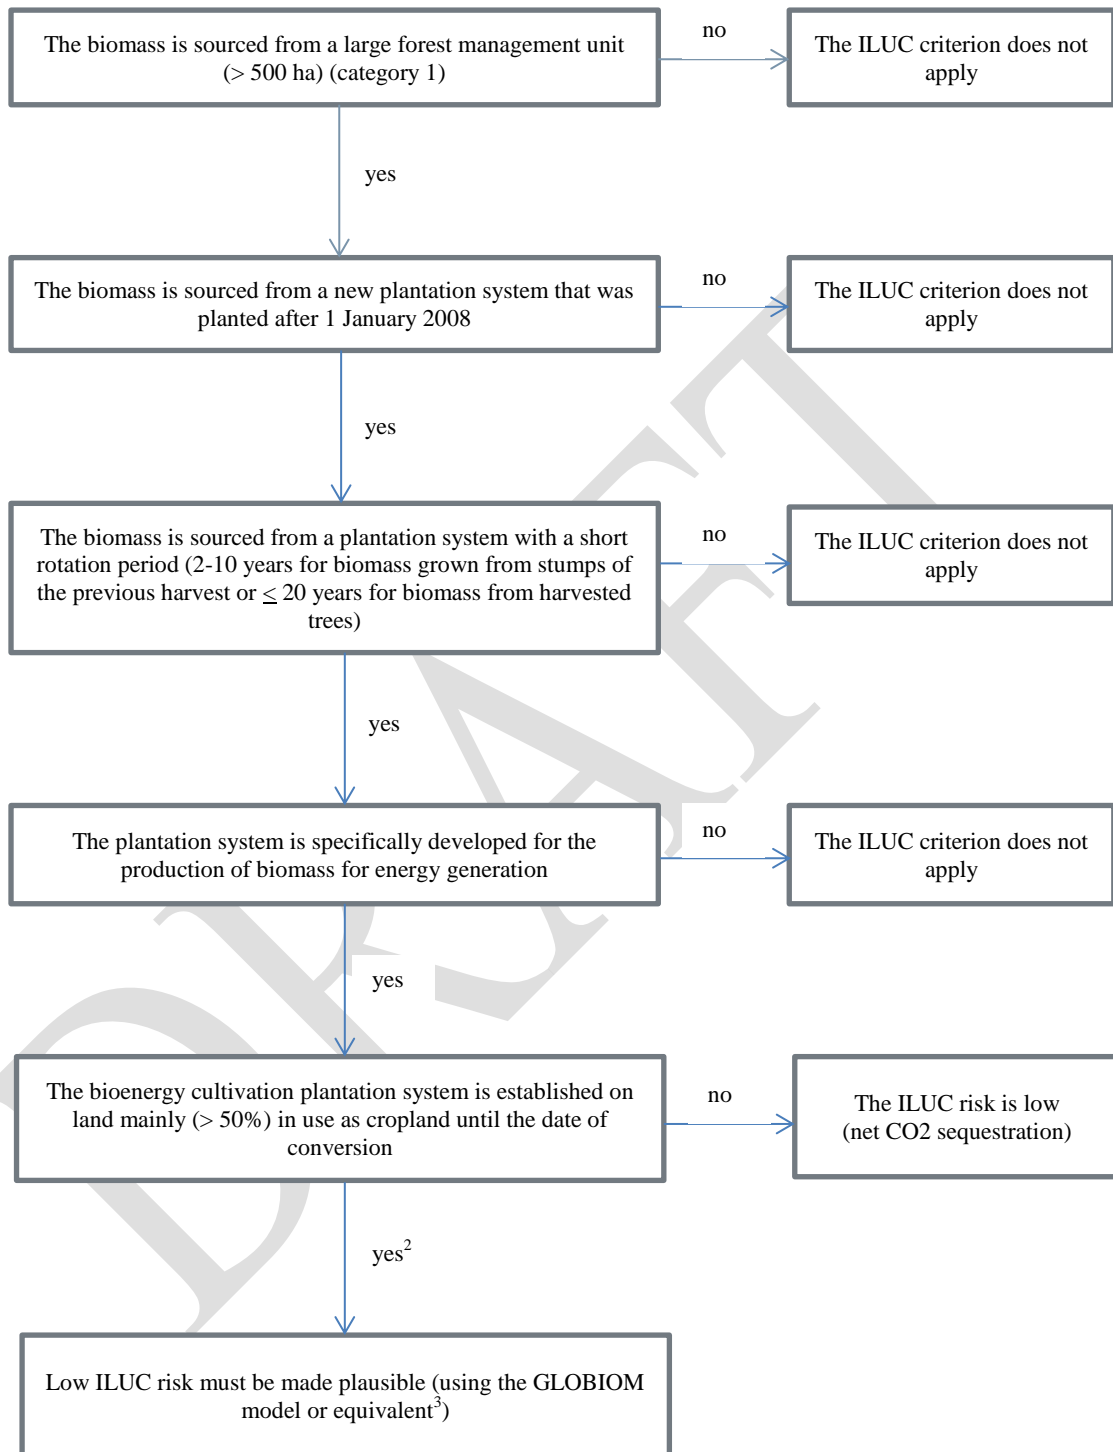 The biomass is sourced from a large forest management unit
(> 500 ha) (category 1)
no
The ILUC criterion does not
apply
yes
The biomass is sourced from a new plantation system that was
planted after 1 January 2008
no
The ILUC criterion does not
apply
yes
The biomass is sourced from a plantation system with a short
rotation period (2-10 years for biomass grown from stumps of
the previous harvest or ≤ 20 years for biomass from harvested
trees)
no
The ILUC criterion does not
apply
yes
The plantation system is specifically developed for the
production of biomass for energy generation
no
The ILUC criterion does not
apply
yes
The bioenergy cultivation plantation system is established on
land mainly (> 50%) in use as cropland until the date of
conversion
no
The ILUC risk is low
(net CO2 sequestration)
yes²
Low ILUC risk must be made plausible (using the GLOBIOM
model or equivalent³)
DRAFT